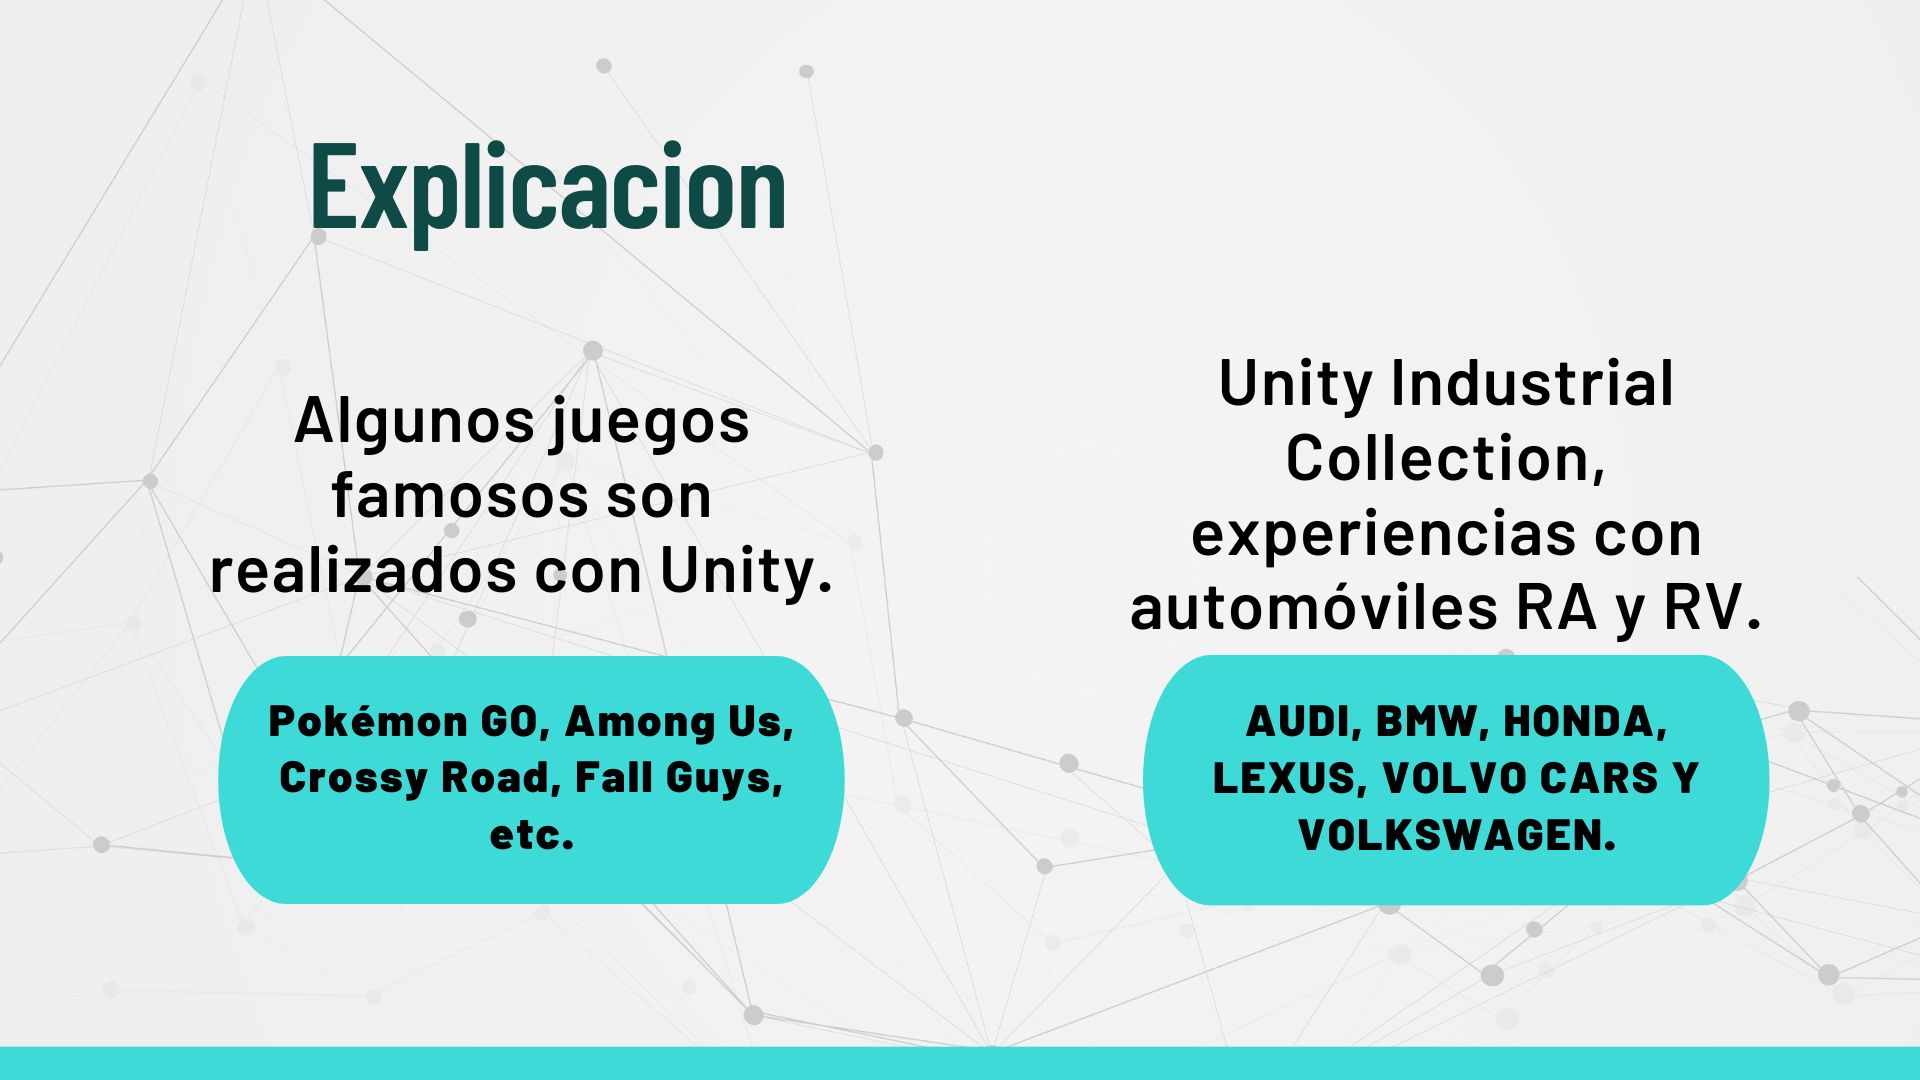 Explicacion
Algunos juegos
famosos son
realizados con Unity.
Pokémon GO, Among Us,
Crossy Road, Fall Guys,
etc.
Unity Industrial
Collection,
experiencias con
automóviles RA y RV.
AUDI, BMW, HONDA,
LEXUS, VOLVO CARS Y
VOLKSWAGEN.